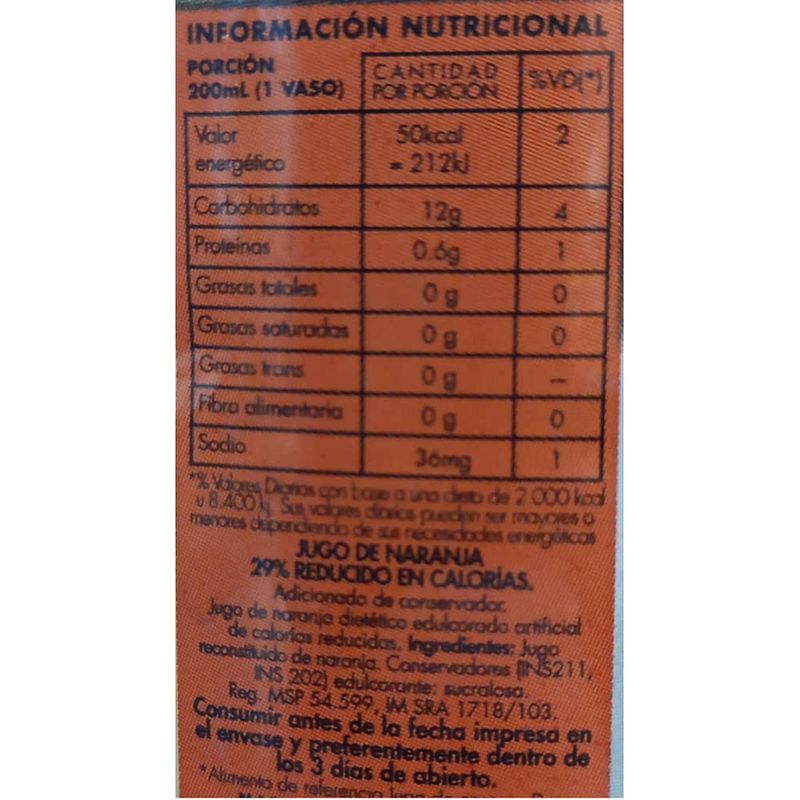 INFORMACIÓN NUTRICIONAL
PORCIÓN 200mL (1 VASO) CANTIDAD POR PORCIÓN %VD(*)
Valor energético 50kcal = 212kJ 2
Carbohidratos 12g 4
Proteínas 0.6g 1
Grasas totales 0 g 0
Grasas saturadas 0 g 0
Grasas trans 0 g –
Fibra alimentaria 0 g 0
Sodio 36mg 1
*% Valores Diarios con base a una dieta de 2 000 kcal
u 8.400 kJ Sus valores diarios pueden ser mayores o
menores dependiendo de sus necesidades energéticas
JUGO DE NARANJA
29% REDUCIDO EN CALORÍAS.
Adicionado de conservador.
Jugo de naranja dietético edulcorado artificial
de calorías reducidas. Ingredientes: Jugo
reconstituido de naranja. Conservadores (INS211,
INS 202) edulcorante: sucralosa.
Reg. MSP 54.599, IM SRA 1718/103.
Consumir antes de la fecha impresa en
el envase y preferentemente dentro de
los 3 días de abierto.
*Alimento de referencia Jugo de